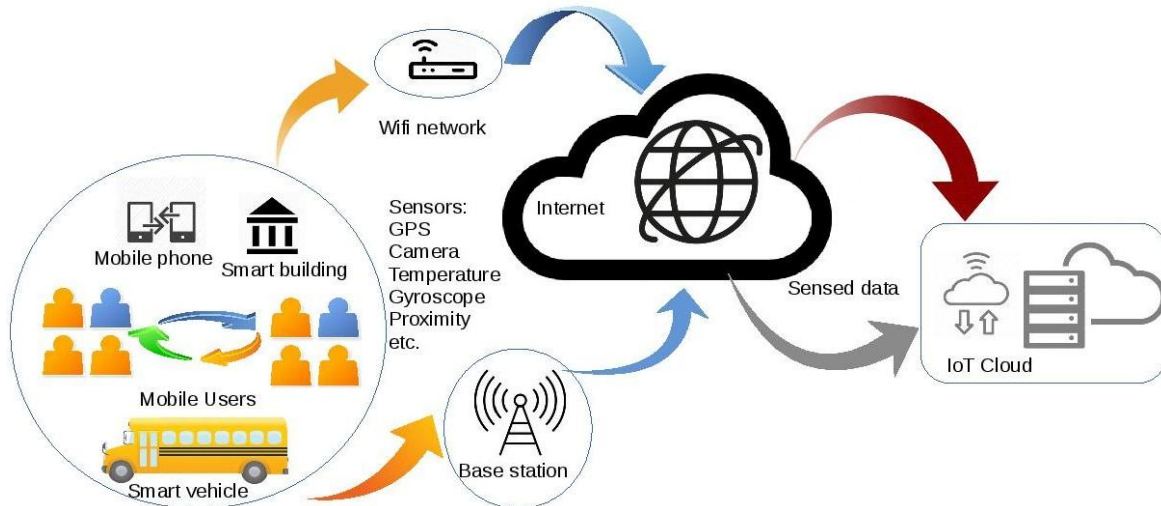 Wifi network
Mobile phone
Smart building
Mobile Users
Smart vehicle
Sensors:
GPS
Camera
Temperature
Gyroscope
Proximity
etc.
Base station
Internet
Sensed data
IoT Cloud